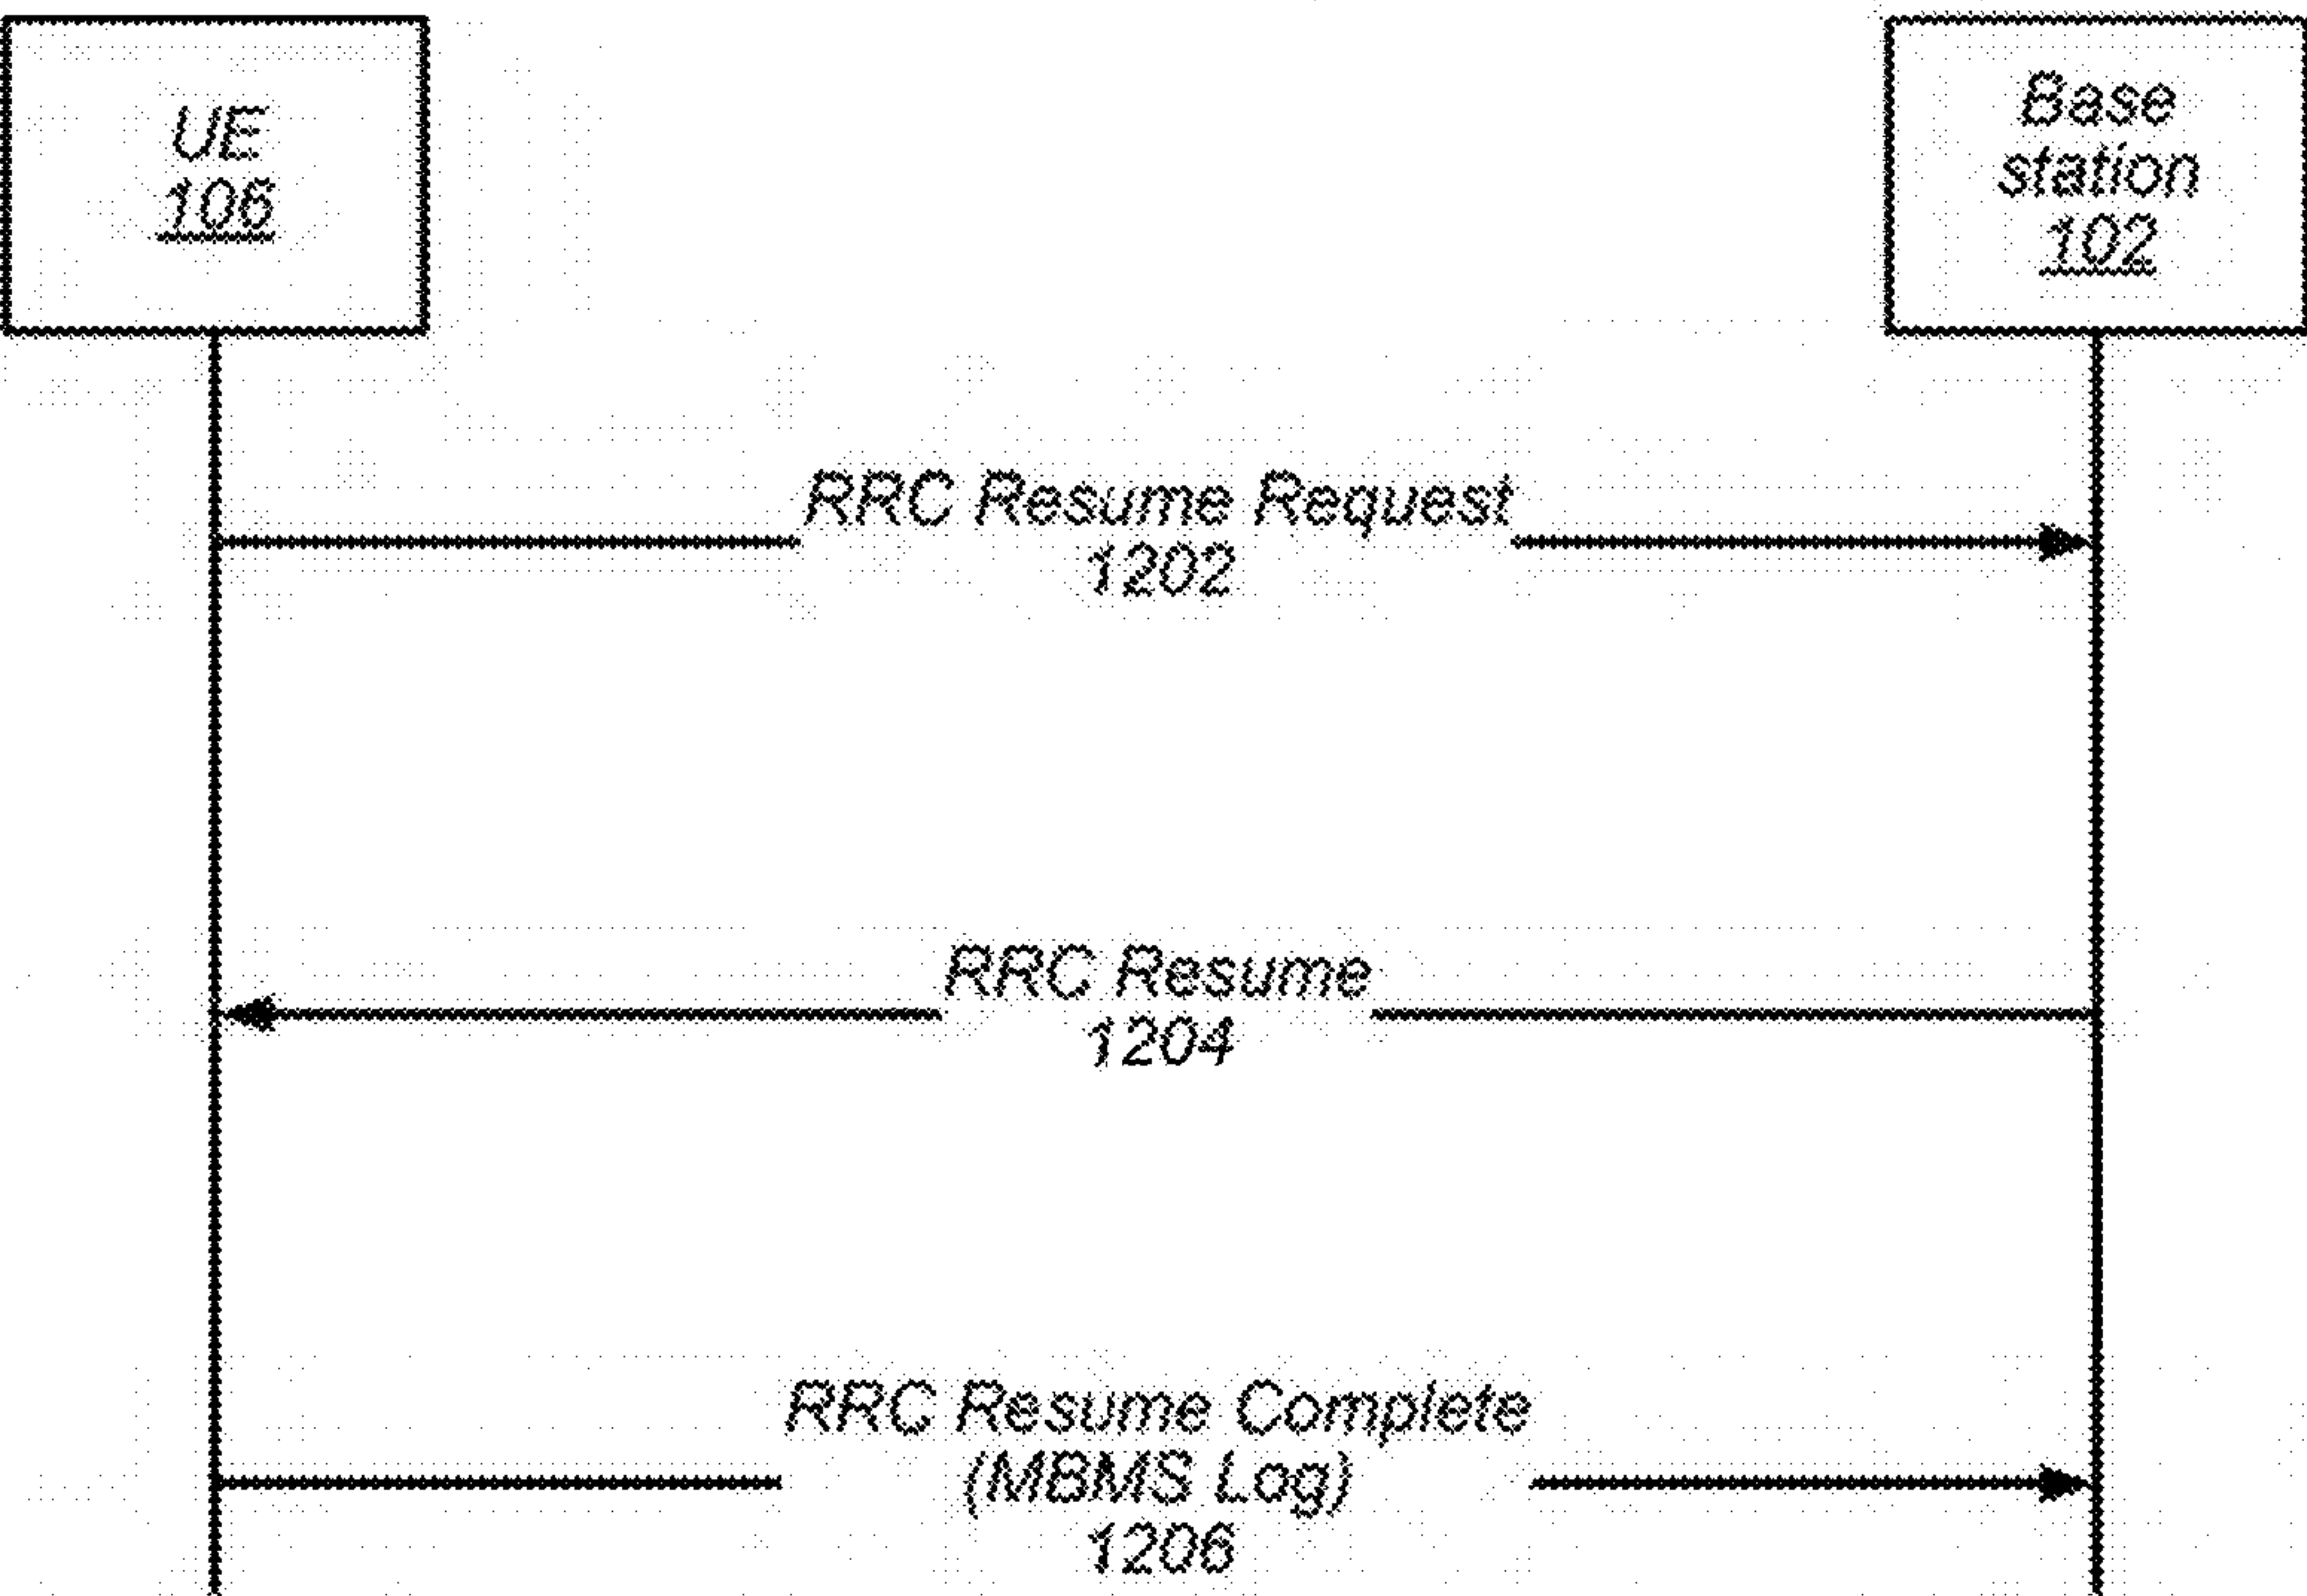 UE
106
Base
station
102
RRC Resume Request
1202
RRC Resume
1204
RRC Resume Complete
(MBMS Log)
1206